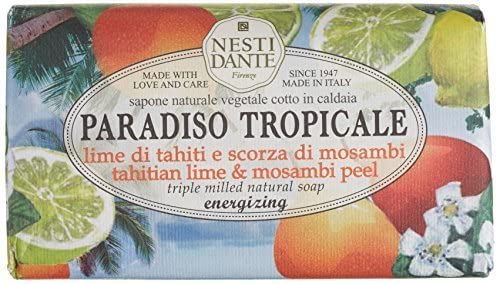 NESTI
DANTE
Firenze
MADE WITH
LOVE AND CARE
SINCE 1947
MADE IN ITALY
sapone naturale vegetale cotto in caldaia
PARADISO TROPICALE
lime di tahiti e scorza di mosambi
tahitian lime & mosambi peel
triple milled natural soap
energizing